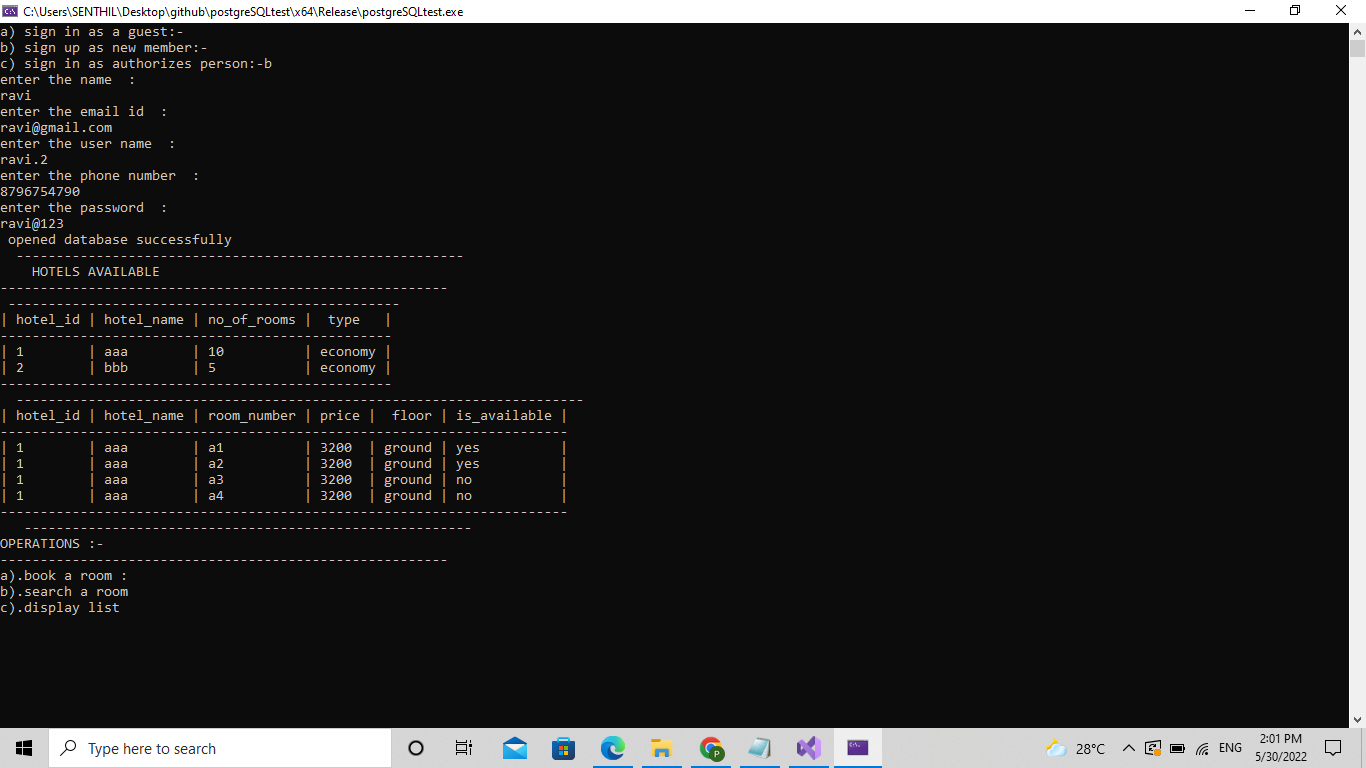 C:\Users\SENTHIL\Desktop\github\postgreSQLtest\x64\Release\postgreSQLtest.exe
a) sign in as a guest:-
b) sign up as new member:-
c) sign in as authorizes person:-b
enter the name  :
ravi
enter the email id  :
ravi@gmail.com
enter the user name  :
ravi.2
enter the phone number  :
8796754790
enter the password  :
ravi@123
 opened database successfully
  --------------------------------------------------------
    HOTELS AVAILABLE
--------------------------------------------------------
 -------------------------------------------------
| hotel_id | hotel_name | no_of_rooms |  type   |
-------------------------------------------------
| 1        | aaa        | 10          | economy |
| 2        | bbb        | 5           | economy |
-------------------------------------------------
  -----------------------------------------------------------------------
| hotel_id | hotel_name | room_number | price |  floor | is_available |
-----------------------------------------------------------------------
| 1        | aaa        | a1          | 3200  | ground | yes          |
| 1        | aaa        | a2          | 3200  | ground | yes          |
| 1        | aaa        | a3          | 3200  | ground | no           |
| 1        | aaa        | a4          | 3200  | ground | no           |
-----------------------------------------------------------------------
   --------------------------------------------------------
OPERATIONS :-
--------------------------------------------------------
a).book a room :
b).search a room
c).display list
Type here to search
28°C
ENG
2:01 PM
5/30/2022